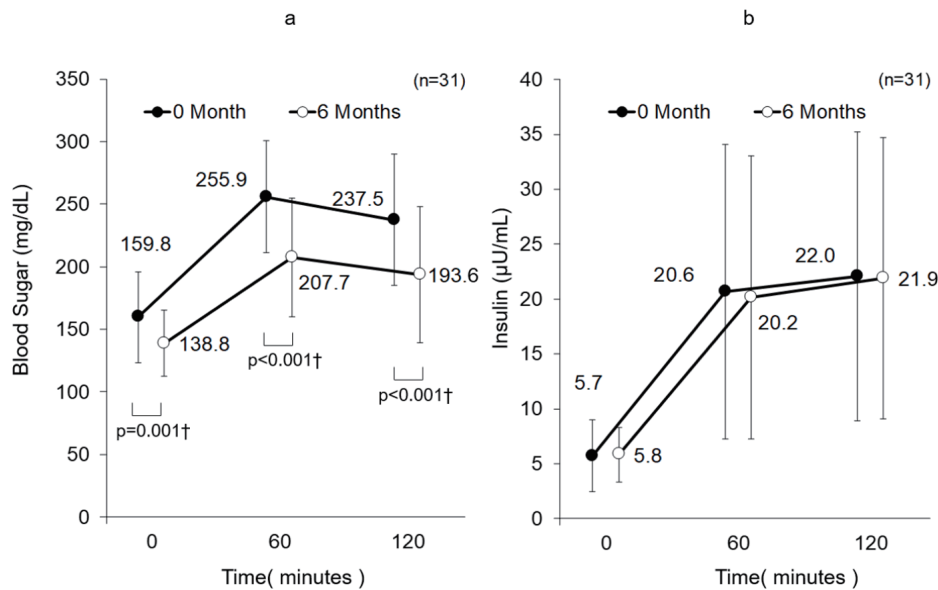 a
(n=31)
0 Month
6 Months
Blood Sugar (mg/dL)
350
300
250
200
150
100
50
0
159.8
255.9
237.5
138.8
207.7
193.6
p=0.001†
p<0.001†
p<0.001†
0
60
120
Time( minutes )
b
(n=31)
0 Month
6 Months
Insulin (μU/mL)
40
35
30
25
20
15
10
5
0
5.7
20.6
22.0
5.8
20.2
21.9
0
60
120
Time( minutes )